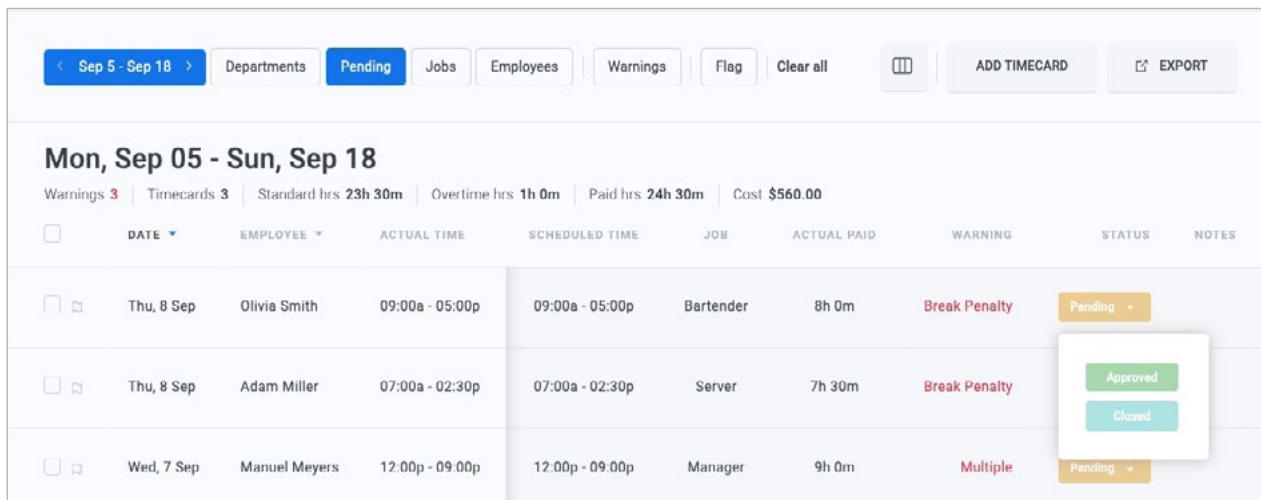 Sep 5 - Sep 18 Departments Pending Jobs Employees Warnings Flag Clear all ADD TIMECARD EXPORT
Mon, Sep 05 - Sun, Sep 18
Warnings 3 Timecards 3 Standard hrs 23h 30m Overtime hrs 1h 0m Paid hrs 24h 30m Cost $560.00
DATE EMPLOYEE ACTUAL TIME SCHEDULED TIME JOB ACTUAL PAID WARNING STATUS NOTES
Thu, 8 Sep Olivia Smith 09:00a - 05:00p 09:00a - 05:00p Bartender 8h 0m Break Penalty Pending
Thu, 8 Sep Adam Miller 07:00a - 02:30p 07:00a - 02:30p Server 7h 30m Break Penalty Approved
Closed
Wed, 7 Sep Manuel Meyers 12:00p - 09:00p 12:00p - 09:00p Manager 9h 0m Multiple Pending